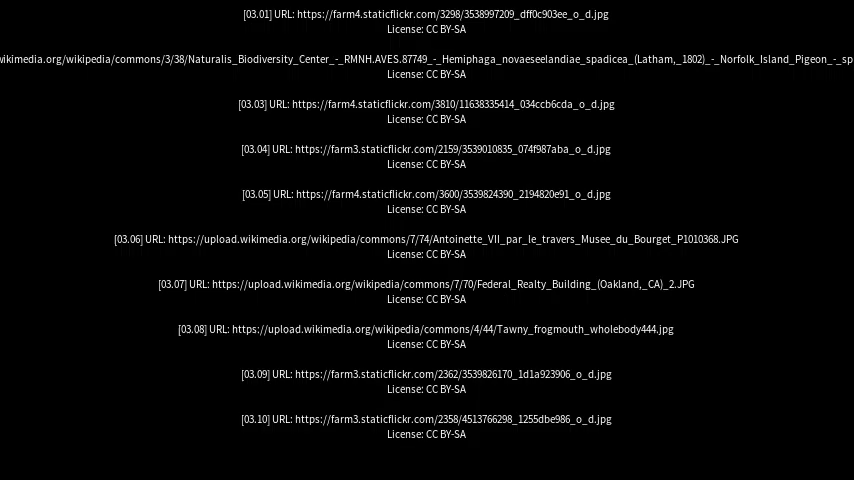 [03.01] URL: https://farm4.staticflickr.com/3298/3538997209_dff0c903ee_o_d.jpg
License: CC BY-SA
wikimedia.org/wikipedia/commons/3/38/Naturalis_Biodiversity_Center_-_RMNH.AVES.87749_-_Hemiphaga_novaeseelandiae_spadicea_(Latham,_1802)_-_Norfolk_Island_Pigeon_-_sp
License: CC BY-SA
[03.03] URL: https://farm4.staticflickr.com/3810/11638335414_034ccb6cda_o_d.jpg
License: CC BY-SA
[03.04] URL: https://farm3.staticflickr.com/2159/3539010835_074f987aba_o_d.jpg
License: CC BY-SA
[03.05] URL: https://farm4.staticflickr.com/3600/3539824390_2194820e91_o_d.jpg
License: CC BY-SA
[03.06] URL: https://upload.wikimedia.org/wikipedia/commons/7/74/Antoinette_VII_par_le_travers_Musee_du_Bourget_P1010368.JPG
License: CC BY-SA
[03.07] URL: https://upload.wikimedia.org/wikipedia/commons/7/70/Federal_Realty_Building_(Oakland,_CA)_2.JPG
License: CC BY-SA
[03.08] URL: https://upload.wikimedia.org/wikipedia/commons/4/44/Tawny_frogmouth_wholebody444.jpg
License: CC BY-SA
[03.09] URL: https://farm3.staticflickr.com/2362/3539826170_1d1a923906_o_d.jpg
License: CC BY-SA
[03.10] URL: https://farm3.staticflickr.com/2358/4513766298_1255dbe986_o_d.jpg
License: CC BY-SA